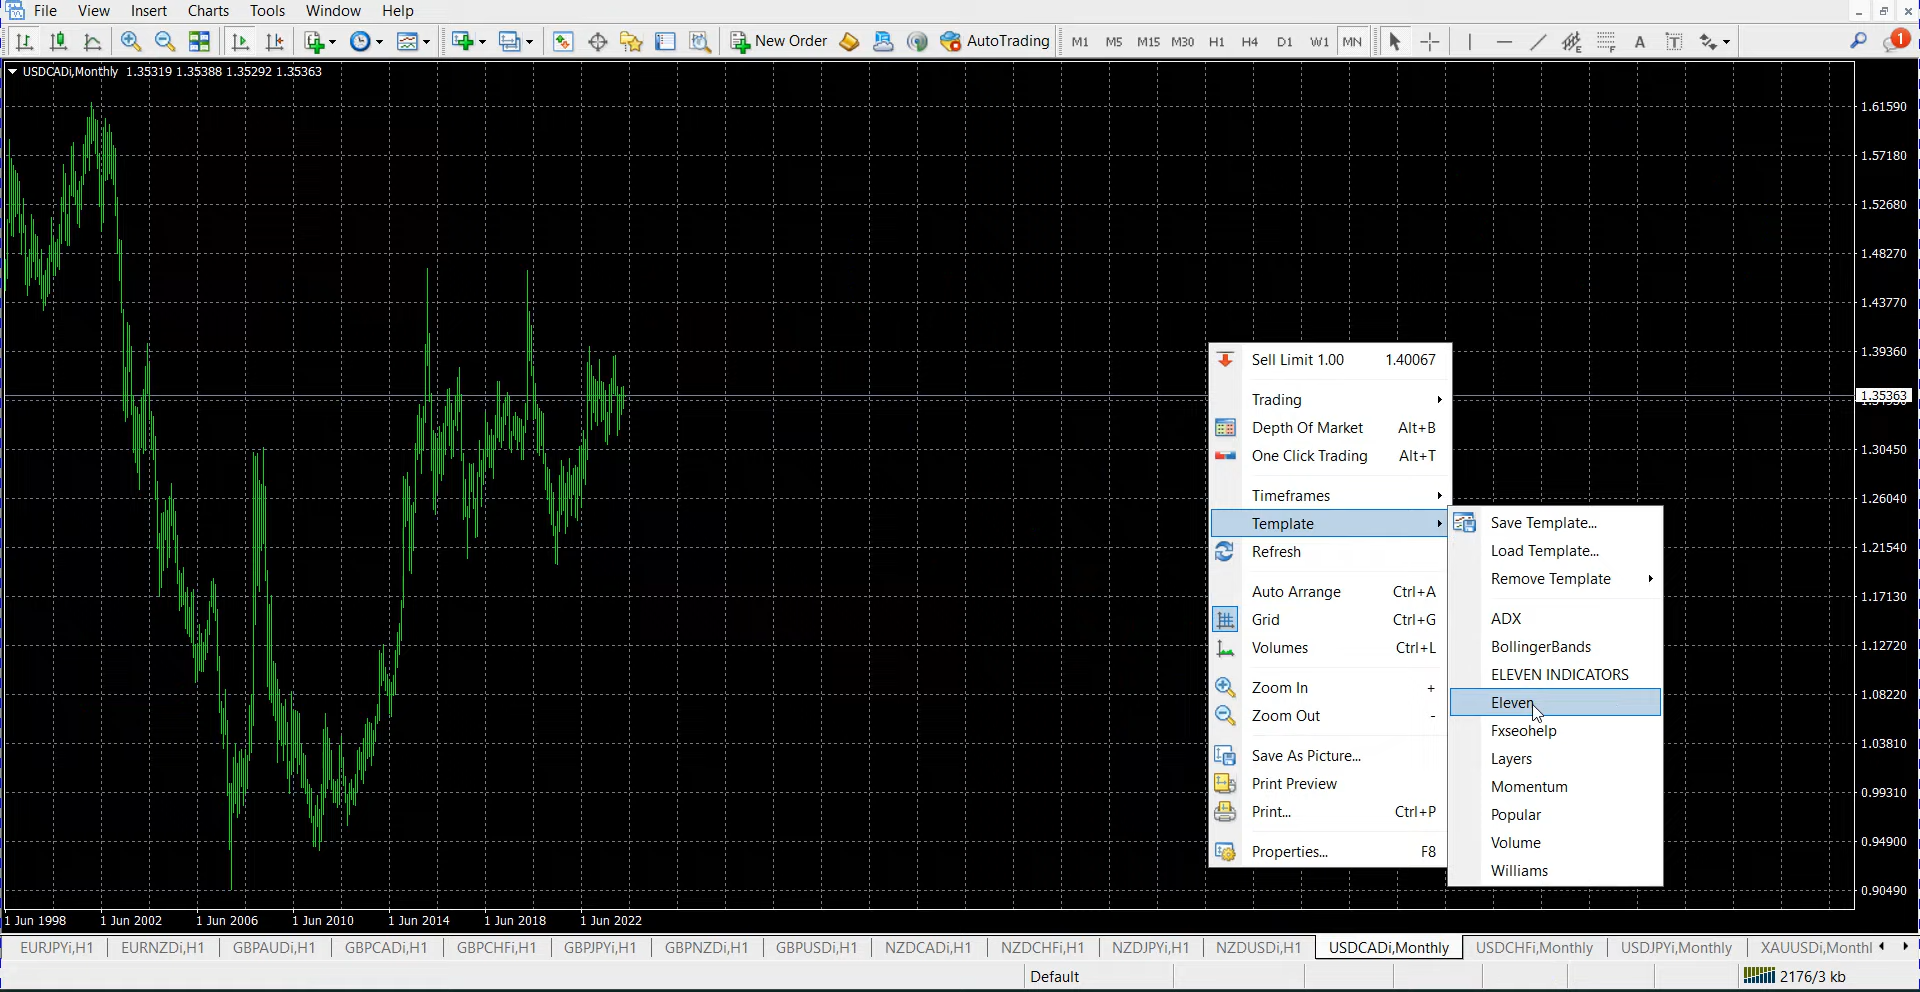 File View Insert Charts Tools Window Help
New Order AutoTrading M1 M5 M15 M30 H1 H4 D1 W1 MN A T 1
USDCADi,Monthly 1.35319 1.35388 1.35292 1.35363
1.61590
1.57180
1.52680
1.48270
1.43770
1.39360
1.35363
1.30450
1.26040
1.21540
1.17130
1.12720
1.08220
1.03810
0.99310
0.94900
0.90490
Sell Limit 1.00 1.40067
Trading
Depth Of Market Alt+B
One Click Trading Alt+T
Timeframes
Template
Refresh
Auto Arrange Ctrl+A
Grid Ctrl+G
Volumes Ctrl+L
Zoom In +
Zoom Out -
Save As Picture...
Print Preview
Print... Ctrl+P
Properties... F8
Save Template...
Load Template...
Remove Template
ADX
BollingerBands
ELEVEN INDICATORS
Eleven
Fxseohelp
Layers
Momentum
Popular
Volume
Williams
1 Jun 1998 1 Jun 2002 1 Jun 2006 1 Jun 2010 1 Jun 2014 1 Jun 2018 1 Jun 2022
EURJPYi,H1 EURNZDi,H1 GBPAUDi,H1 GBPCADi,H1 GBPCHFi,H1 GBPJPYi,H1 GBPNZDi,H1 GBPUSDi,H1 NZDCADi,H1 NZDCHFi,H1 NZDJPYi,H1 NZDUSDi,H1 USDCADi,Monthly USDCHFi,Monthly USDJPYi,Monthly XAUUSDi,Monthl
Default 2176/3 kb